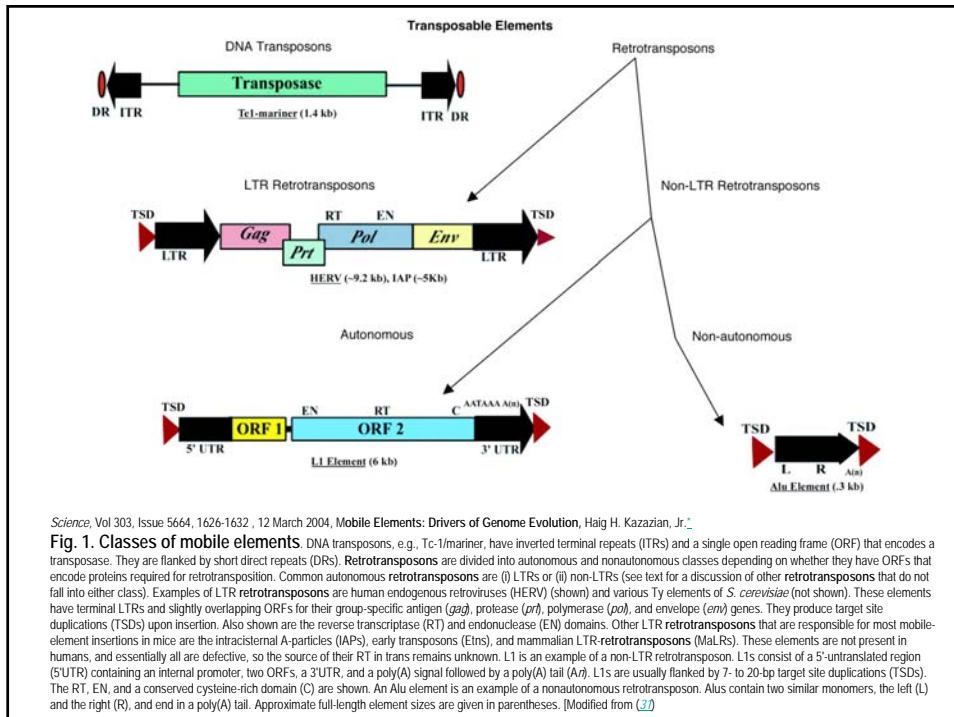 Transposable Elements
DNA Transposons
Retrotransposons
Transposase
DR ITR
ITR DR
Tc1-mariner (1.4 kb)
LTR Retrotransposons
Non-LTR Retrotransposons
TSD
RT EN
TSD
Gag
Prt
Pol
Env
LTR
LTR
HERV (~9.2 kb), IAP (~5Kb)
Autonomous
Non-autonomous
TSD
EN RT C AATAAA A(n) TSD
ORF 1
ORF 2
5' UTR
3' UTR
L1 Element (6 kb)
TSD TSD
L R A(n)
Alu Element (.3 kb)
Science, Vol 303, Issue 5664, 1626-1632 , 12 March 2004, Mobile Elements: Drivers of Genome Evolution, Haig H. Kazazian, Jr.*
Fig. 1. Classes of mobile elements. DNA transposons, e.g., Tc-1/mariner, have inverted terminal repeats (ITRs) and a single open reading frame (ORF) that encodes a
transposase. They are flanked by short direct repeats (DRs). Retrotransposons are divided into autonomous and nonautonomous classes depending on whether they have ORFs that
encode proteins required for retrotransposition. Common autonomous retrotransposons are (i) LTRs or (ii) non-LTRs (see text for a discussion of other retrotransposons that do not
fall into either class). Examples of LTR retrotransposons are human endogenous retroviruses (HERV) (shown) and various Ty elements of S. cerevisiae (not shown). These elements
have terminal LTRs and slightly overlapping ORFs for their group-specific antigen (gag), protease (prt), polymerase (pol), and envelope (env) genes. They produce target site
duplications (TSDs) upon insertion. Also shown are the reverse transcriptase (RT) and endonuclease (EN) domains. Other LTR retrotransposons that are responsible for most mobile-
element insertions in mice are the intracisternal A-particles (IAPs), early transposons (Etns), and mammalian LTR-retrotransposons (MaLRs). These elements are not present in
humans, and essentially all are defective, so the source of their RT in trans remains unknown. L1 is an example of a non-LTR retrotransposon. L1s consist of a 5'-untranslated region
(5'UTR) containing an internal promoter, two ORFs, a 3'UTR, and a poly(A) signal followed by a poly(A) tail (An). L1s are usually flanked by 7- to 20-bp target site duplications (TSDs).
The RT, EN, and a conserved cysteine-rich domain (C) are shown. An Alu element is an example of a nonautonomous retrotransposon. Alus contain two similar monomers, the left (L)
and the right (R), and end in a poly(A) tail. Approximate full-length element sizes are given in parentheses. [Modified from (31)